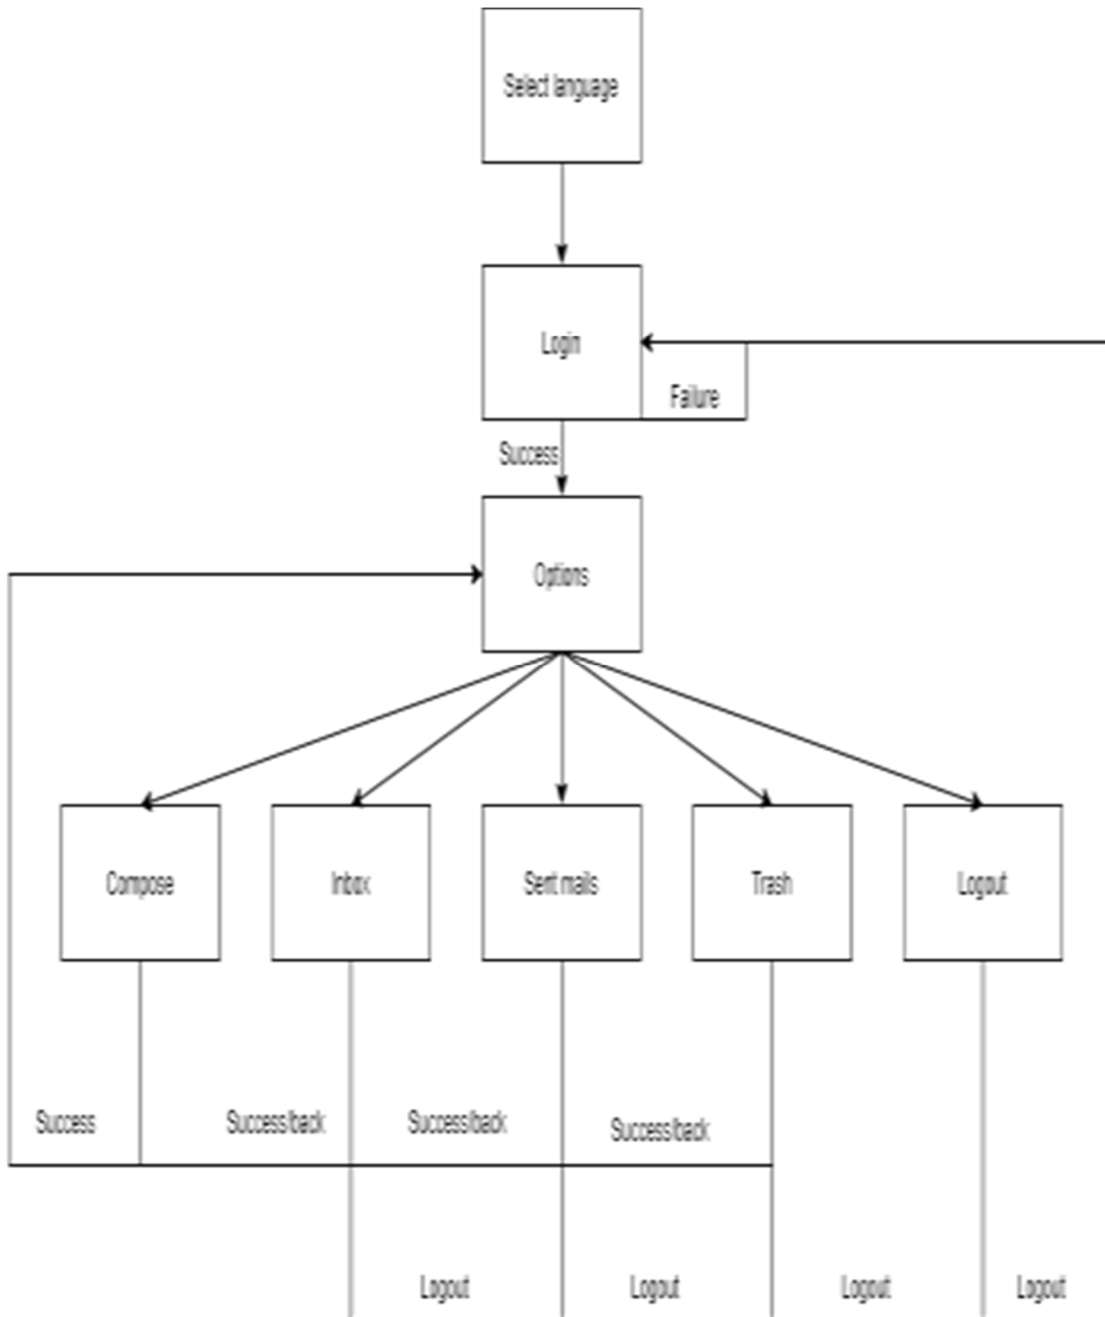 Select language
Login
Failure
Success
Options
Compose
Inbox
Sent mails
Trash
Logout
Success
Success/back
Success/back
Success/back
Logout
Logout
Logout
Logout